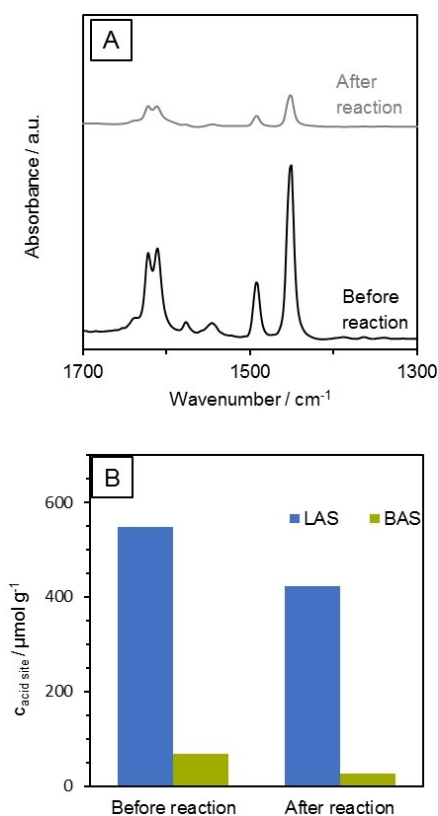 A
After
reaction
Absorbance / a.u.
Before
reaction
1700
1500
1300
Wavenumber / cm⁻¹
B
600
LAS
BAS
400
200
0
c acid site / µmol g⁻¹
Before reaction
After reaction